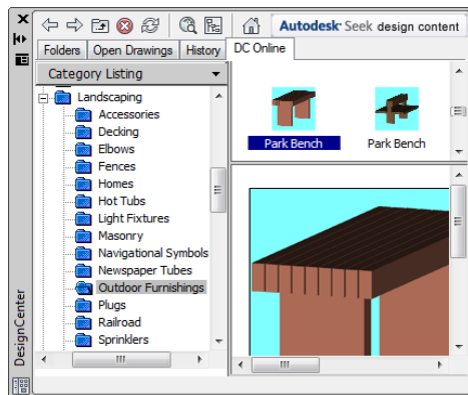 Autodesk® Seek design content
Folders Open Drawings History DC Online
Category Listing
Landscaping
Accessories
Decking
Elbows
Fences
Homes
Hot Tubs
Light Fixtures
Masonry
Navigational Symbols
Newspaper Tubes
Outdoor Furnishings
Plugs
Railroad
Sprinklers
Park Bench Park Bench
DesignCenter